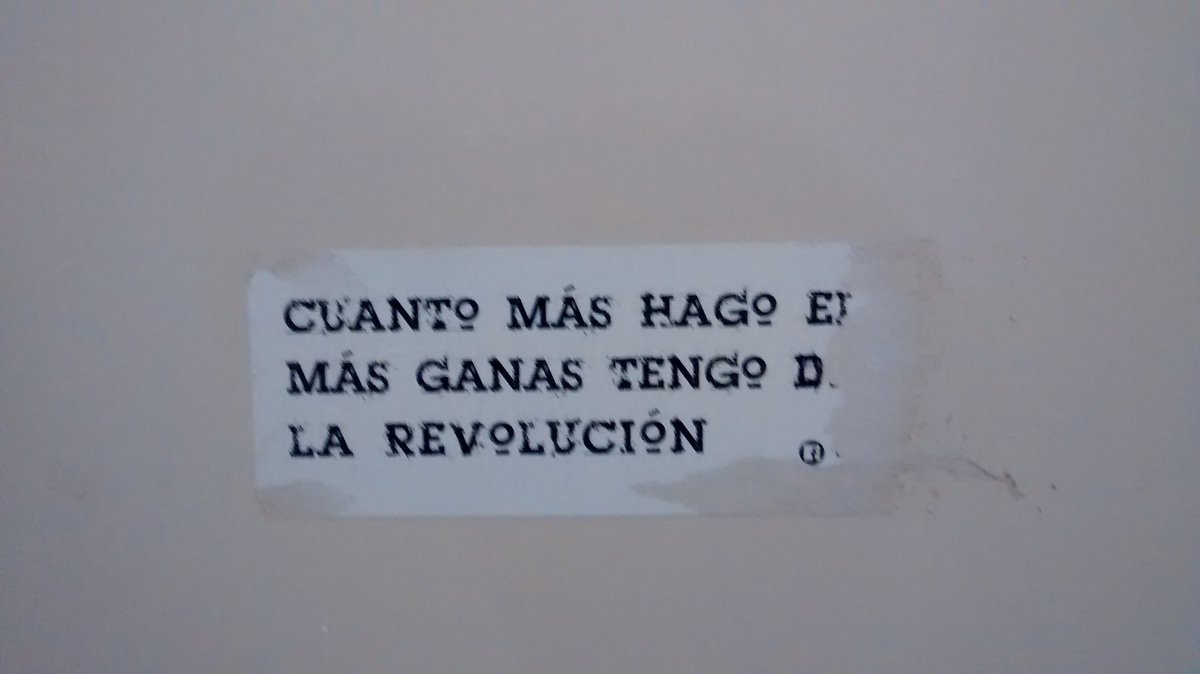 CUANTO MÁS HAGO
MÁS GANAS TENGO
LA REVOLUCIÓN